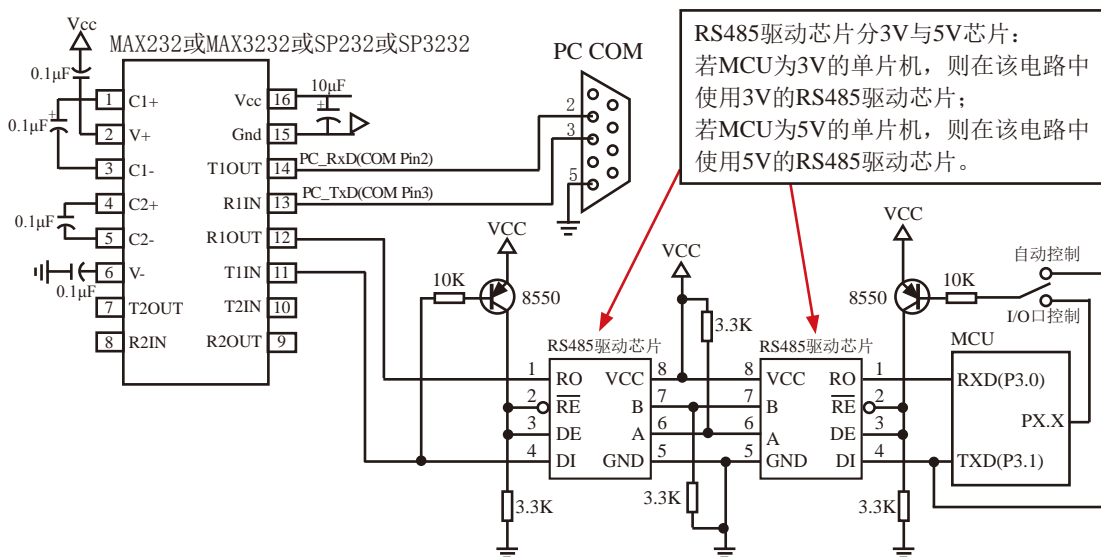 Vcc
MAX232或MAX3232或SP232或SP3232
0.1μF
1 C1+
Vcc 16
10μF
+
0.1μF
+
2 V+
Gnd 15
3 C1-
T1OUT 14
PC_RxD(COM Pin2)
4 C2+
R1IN 13
PC_TxD(COM Pin3)
0.1μF
5 C2-
R1OUT 12
6 V-
T1IN 11
0.1μF
7 T2OUT
T2IN 10
8 R2IN
R2OUT 9
PC COM
2
3
5
RS485驱动芯片分3V与5V芯片：
若MCU为3V的单片机，则在该电路中
使用3V的RS485驱动芯片；
若MCU为5V的单片机，则在该电路中
使用5V的RS485驱动芯片。
VCC
10K
8550
VCC
3.3K
VCC
8550
10K
自动控制
I/O口控制
RS485驱动芯片
1 RO VCC 8
2 RE B 7
3 DE A 6
4 DI GND 5
3.3K
3.3K
RS485驱动芯片
8 VCC RO 1
7 B RE 2
6 A DE 3
5 GND DI 4
3.3K
MCU
RXD(P3.0)
PX.X
TXD(P3.1)